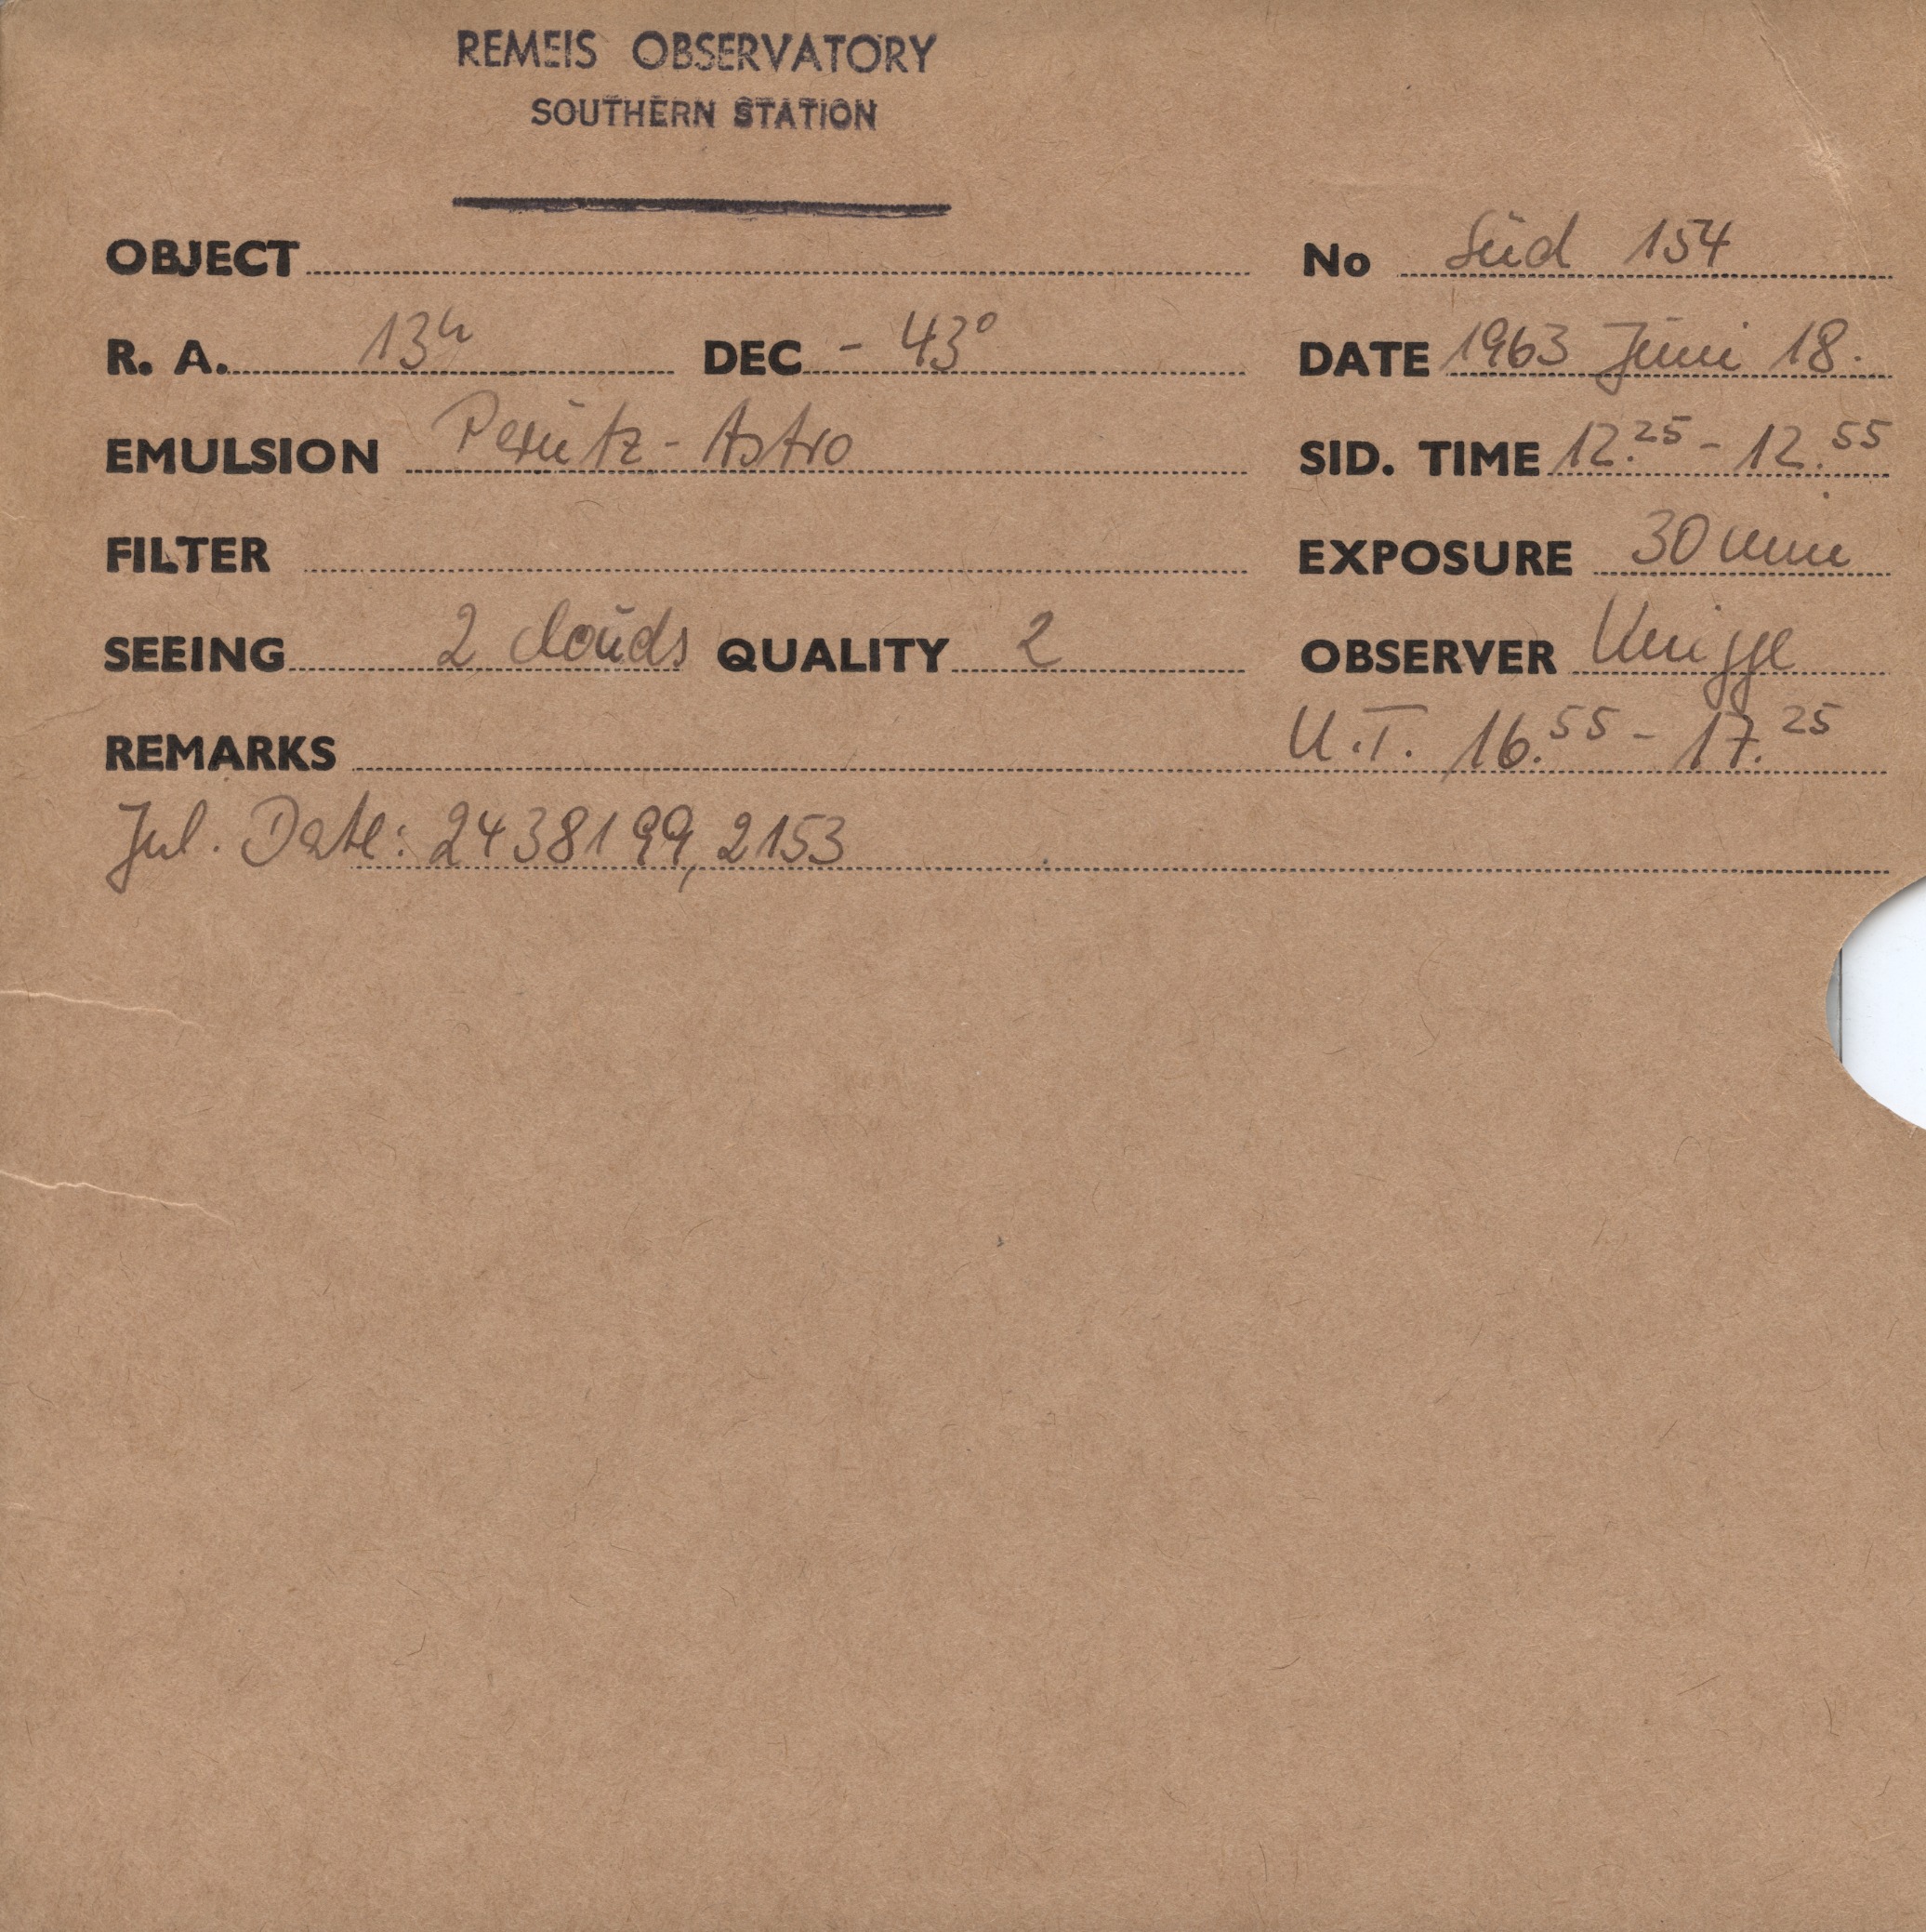 REMEIS OBSERVATORY
SOUTHERN STATION
OBJECT No Süd 154
R. A. 13h DEC - 43° DATE 1963 Juni 18.
EMULSION Perutz - Astro SID. TIME 12.25 - 12.55
FILTER EXPOSURE 30 min
SEEING 2 clouds QUALITY 2 OBSERVER Knigge
REMARKS U.T. 16.55 - 17.25
Jul. Date: 2438199,2153